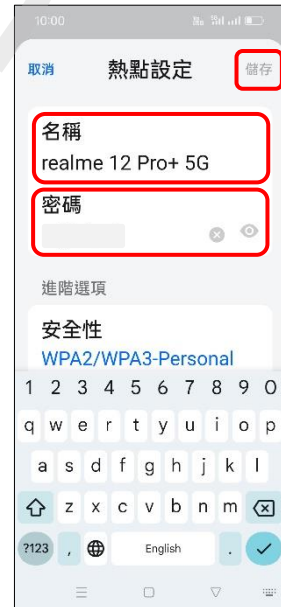 10:00
取消 熱點設定 儲存
名稱
realme 12 Pro+ 5G
密碼
進階選項
安全性
WPA2/WPA3-Personal
1 2 3 4 5 6 7 8 9 0
q w e r t y u i o p
a s d f g h j k l
z x c v b n m
?123 , English .